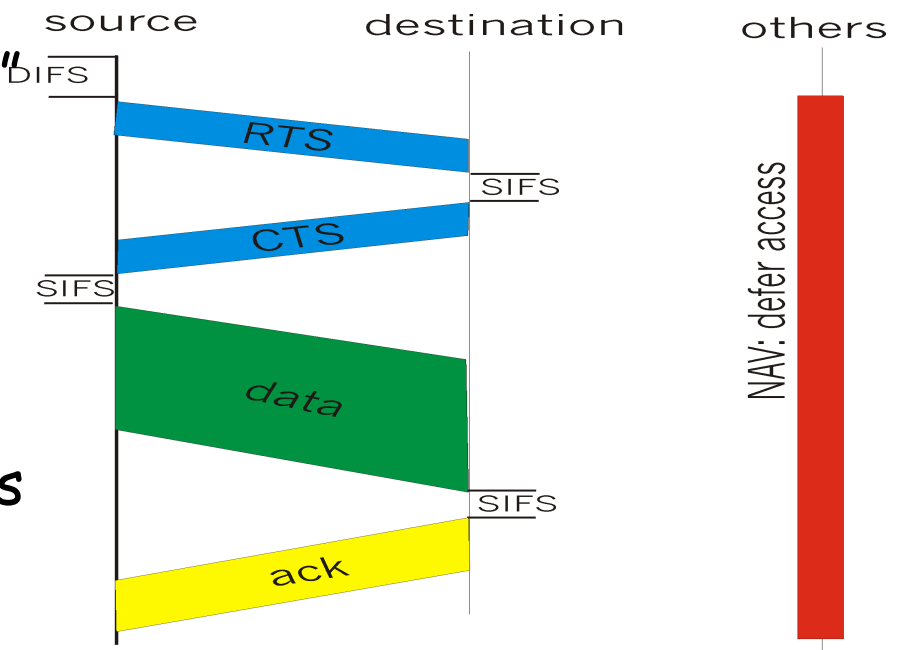 source
destination
others
"
DIFS
RTS
SIFS
CTS
SIFS
NAV: defer access
data
s
SIFS
ack